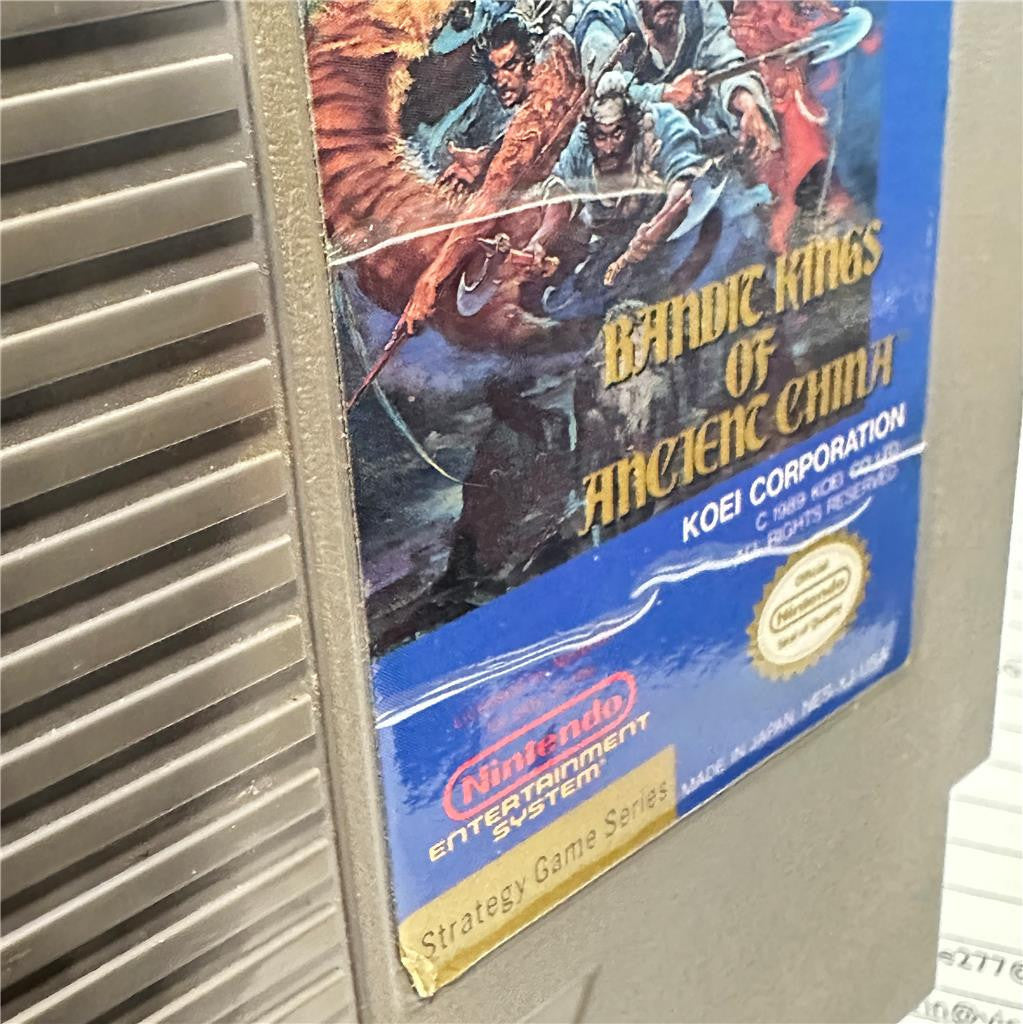 BANDIT KINGS
OF
ANCIENT CHINA
KOEI CORPORATION
C 1989 KOEI CO., LTD.
ALL RIGHTS RESERVED
Official
Nintendo
Seal of Quality
Nintendo
ENTERTAINMENT
SYSTEM
MADE IN JAPAN
Strategy Game Series
e277@